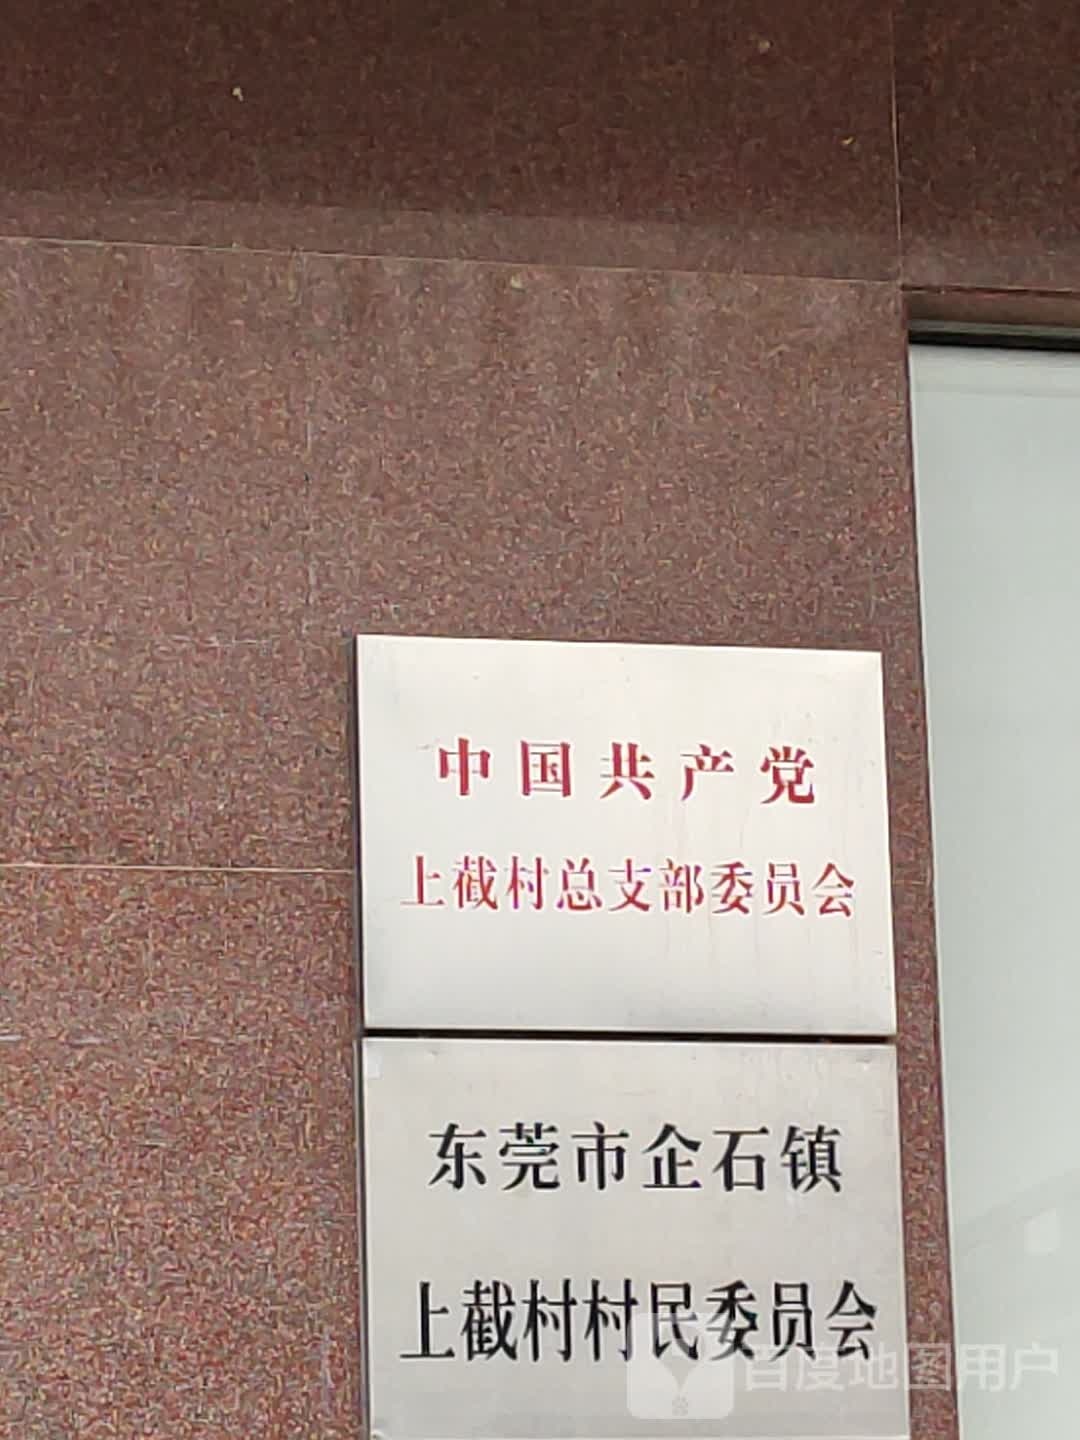 中国共产党
上截村总支部委员会
东莞市企石镇
上截村村民委员会
百度地图用户